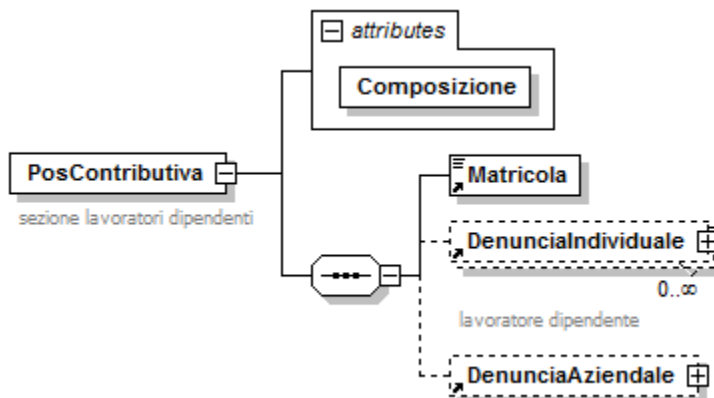 attributes
Composizione
PosContributiva
sezione lavoratori dipendenti
Matricola
DenunciaIndividuale
0..∞
lavoratore dipendente
DenunciaAziendale